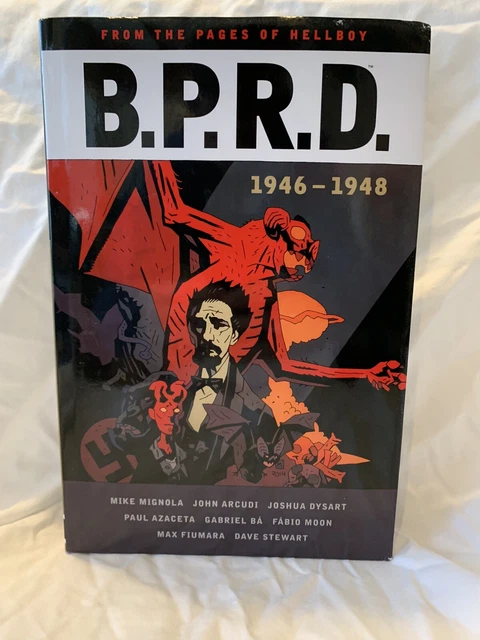 FROM THE PAGES OF HELLBOY
B.P.R.D.™
1946–1948
MIKE MIGNOLA JOHN ARCUDI JOSHUA DYSART
PAUL AZACETA GABRIEL BÁ FÁBIO MOON
MAX FIUMARA DAVE STEWART